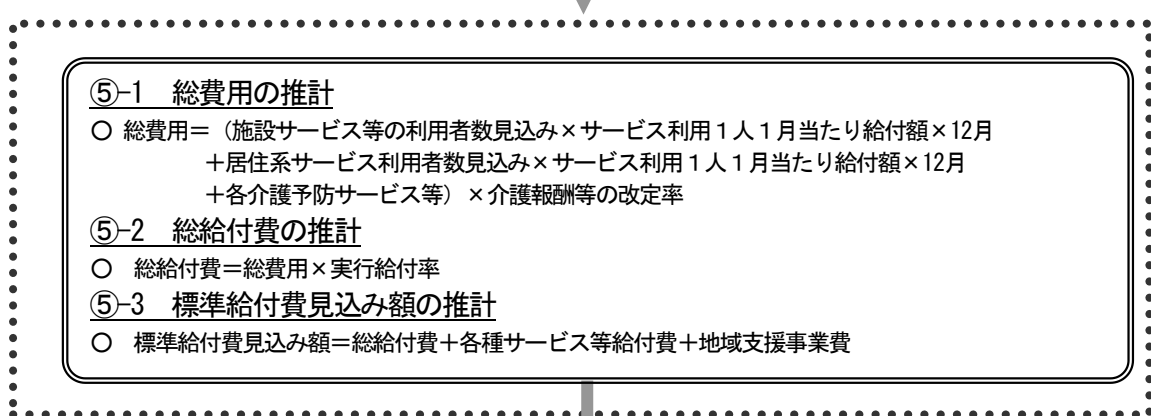 ⑤-1　総費用の推計
○ 総費用＝（施設サービス等の利用者数見込み×サービス利用１人１月当たり給付額×12月
＋居住系サービス利用者数見込み×サービス利用１人１月当たり給付額×12月
＋各介護予防サービス等）×介護報酬等の改定率
⑤-2　総給付費の推計
○　総給付費＝総費用×実行給付率
⑤-3　標準給付費見込み額の推計
○　標準給付費見込み額＝総給付費＋各種サービス等給付費＋地域支援事業費